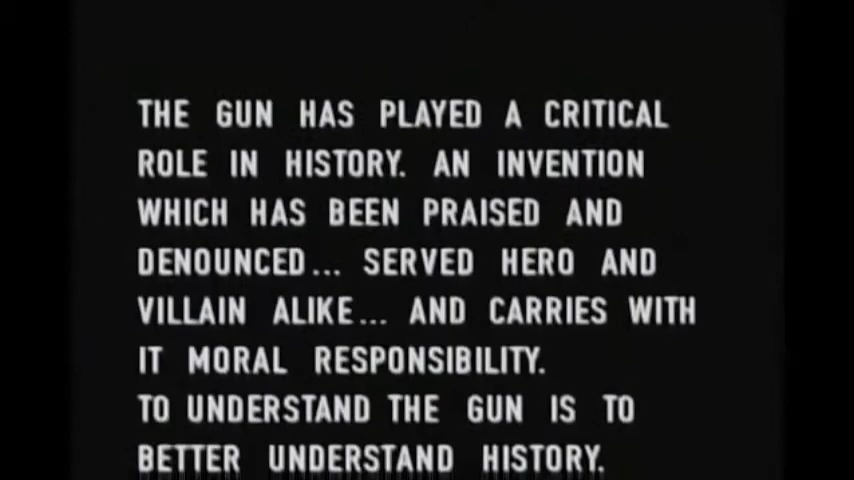 THE GUN HAS PLAYED A CRITICAL
ROLE IN HISTORY. AN INVENTION
WHICH HAS BEEN PRAISED AND
DENOUNCED... SERVED HERO AND
VILLAIN ALIKE... AND CARRIES WITH
IT MORAL RESPONSIBILITY.
TO UNDERSTAND THE GUN IS TO
BETTER UNDERSTAND HISTORY.